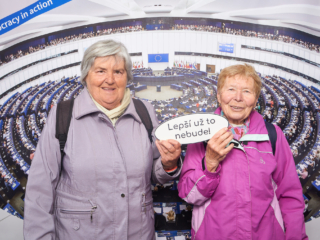 cracy in action
Lepší už to
nebude!